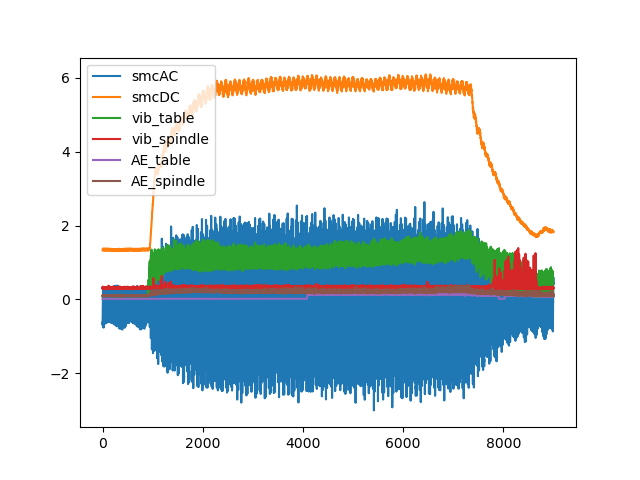 smcAC
smcDC
vib_table
vib_spindle
AE_table
AE_spindle
6
4
2
0
−2
0
2000
4000
6000
8000